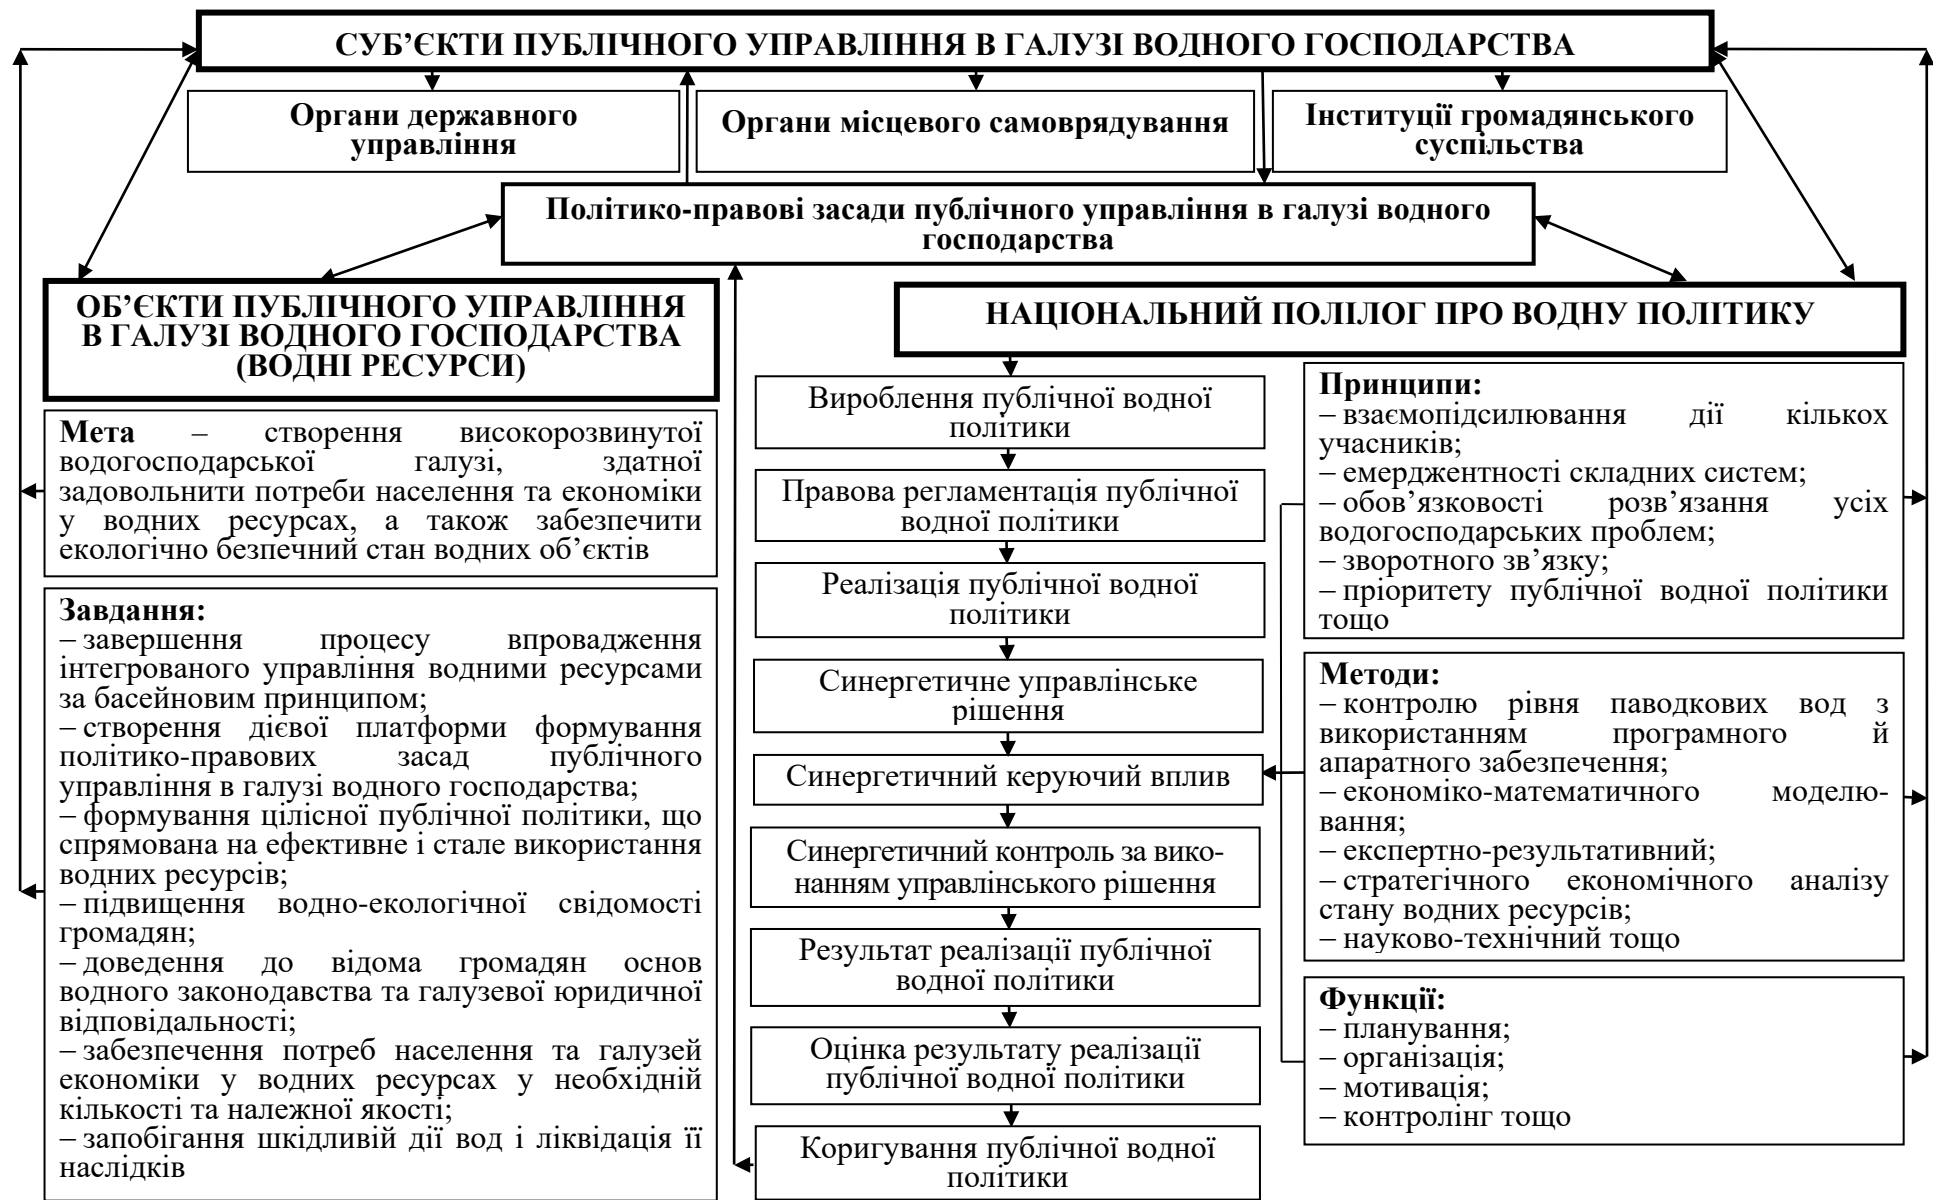 СУБ’ЄКТИ ПУБЛІЧНОГО УПРАВЛІННЯ В ГАЛУЗІ ВОДНОГО ГОСПОДАРСТВА
Органи державного
управління
Органи місцевого самоврядування
Інституції громадянського
суспільства
Політико-правові засади публічного управління в галузі водного
господарства
ОБ’ЄКТИ ПУБЛІЧНОГО УПРАВЛІННЯ
В ГАЛУЗІ ВОДНОГО ГОСПОДАРСТВА
(ВОДНІ РЕСУРСИ)
Мета – створення високорозвинутої
водогосподарської галузі, здатної
задовольнити потреби населення та економіки
у водних ресурсах, а також забезпечити
екологічно безпечний стан водних об’єктів
Завдання:
– завершення процесу впровадження
інтегрованого управління водними ресурсами
за басейновим принципом;
– створення дієвої платформи формування
політико-правових засад публічного
управління в галузі водного господарства;
– формування цілісної публічної політики, що
спрямована на ефективне і стале використання
водних ресурсів;
– підвищення водно-екологічної свідомості
громадян;
– доведення до відома громадян основ
водного законодавства та галузевої юридичної
відповідальності;
– забезпечення потреб населення та галузей
економіки у водних ресурсах у необхідній
кількості та належної якості;
– запобігання шкідливій дії вод і ліквідація її
наслідків
НАЦІОНАЛЬНИЙ ПОЛІЛОГ ПРО ВОДНУ ПОЛІТИКУ
Вироблення публічної водної
політики
Правова регламентація публічної
водної політики
Реалізація публічної водної
політики
Синергетичне управлінське
рішення
Синергетичний керуючий вплив
Синергетичний контроль за вико-
нанням управлінського рішення
Результат реалізації публічної
водної політики
Оцінка результату реалізації
публічної водної політики
Коригування публічної водної
політики
Принципи:
– взаємопідсилювання дії кількох
учасників;
– емерджентності складних систем;
– обов’язковості розв’язання усіх
водогосподарських проблем;
– зворотного зв’язку;
– пріоритету публічної водної політики
тощо
Методи:
– контролю рівня паводкових вод з
використанням програмного й
апаратного забезпечення;
– економіко-математичного моделю-
вання;
– експертно-результативний;
– стратегічного економічного аналізу
стану водних ресурсів;
– науково-технічний тощо
Функції:
– планування;
– організація;
– мотивація;
– контролінг тощо